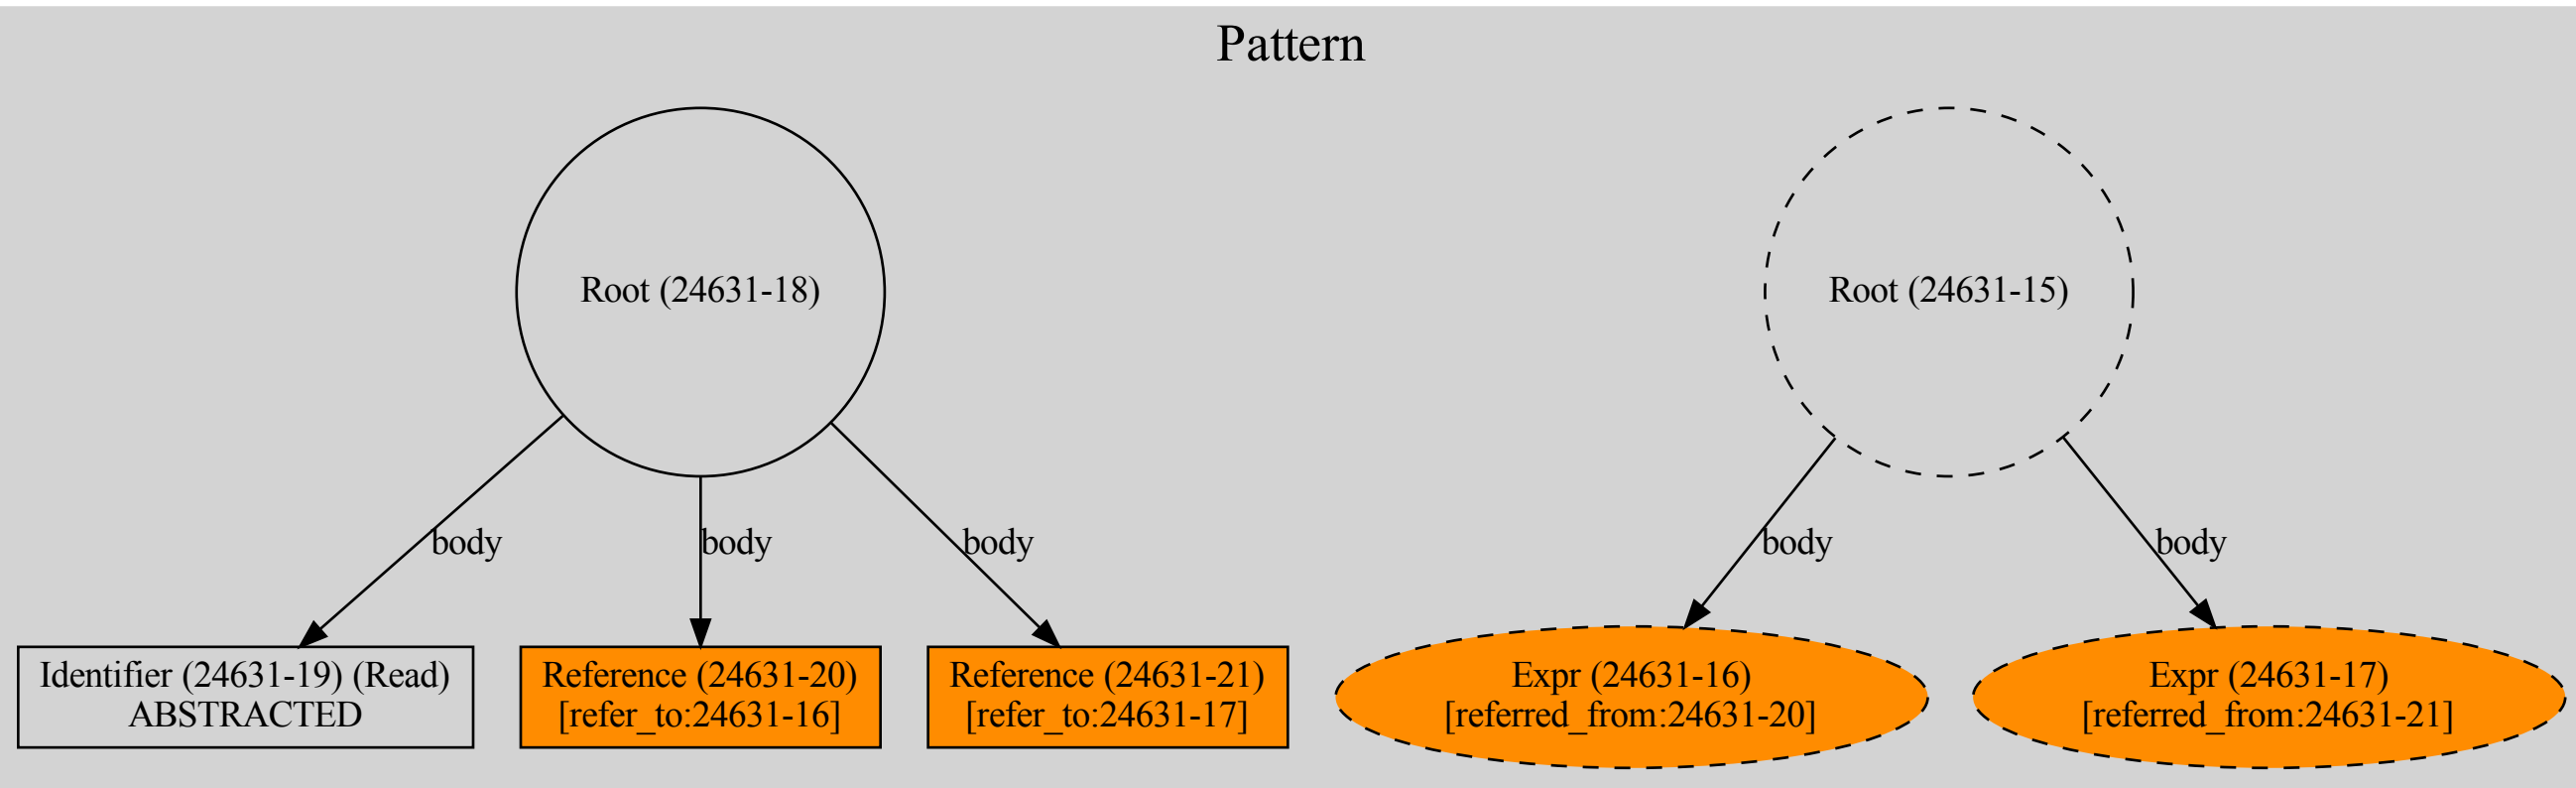 Pattern
Root (24631-18)
Root (24631-15)
body
body
body
body
body
Identifier (24631-19) (Read)
ABSTRACTED
Reference (24631-20)
[refer_to:24631-16]
Reference (24631-21)
[refer_to:24631-17]
Expr (24631-16)
[referred_from:24631-20]
Expr (24631-17)
[referred_from:24631-21]